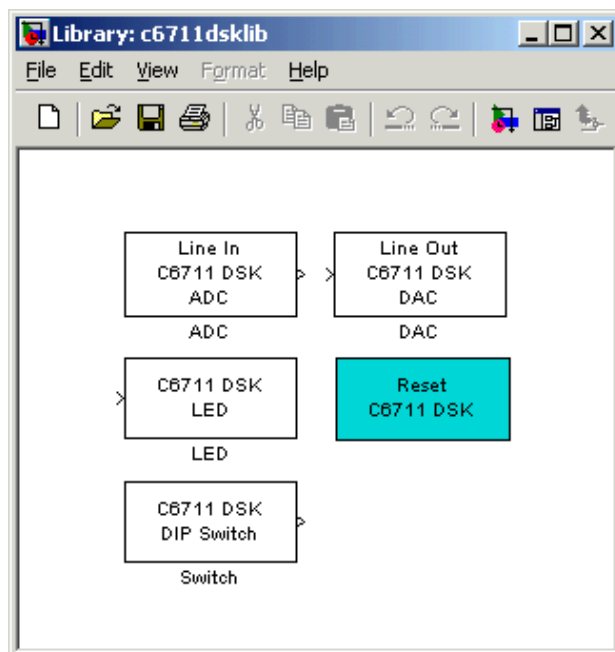 Library: c6711dsklib
File Edit View Format Help
Line In
C6711 DSK
ADC
ADC
Line Out
C6711 DSK
DAC
DAC
C6711 DSK
LED
LED
Reset
C6711 DSK
C6711 DSK
DIP Switch
Switch